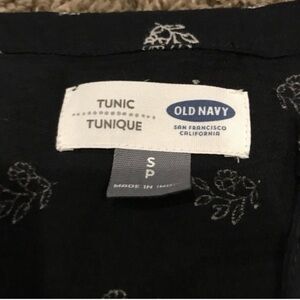 TUNIC
TUNIQUE
OLD NAVY
SAN FRANCISCO
CALIFORNIA
S
P
MADE IN